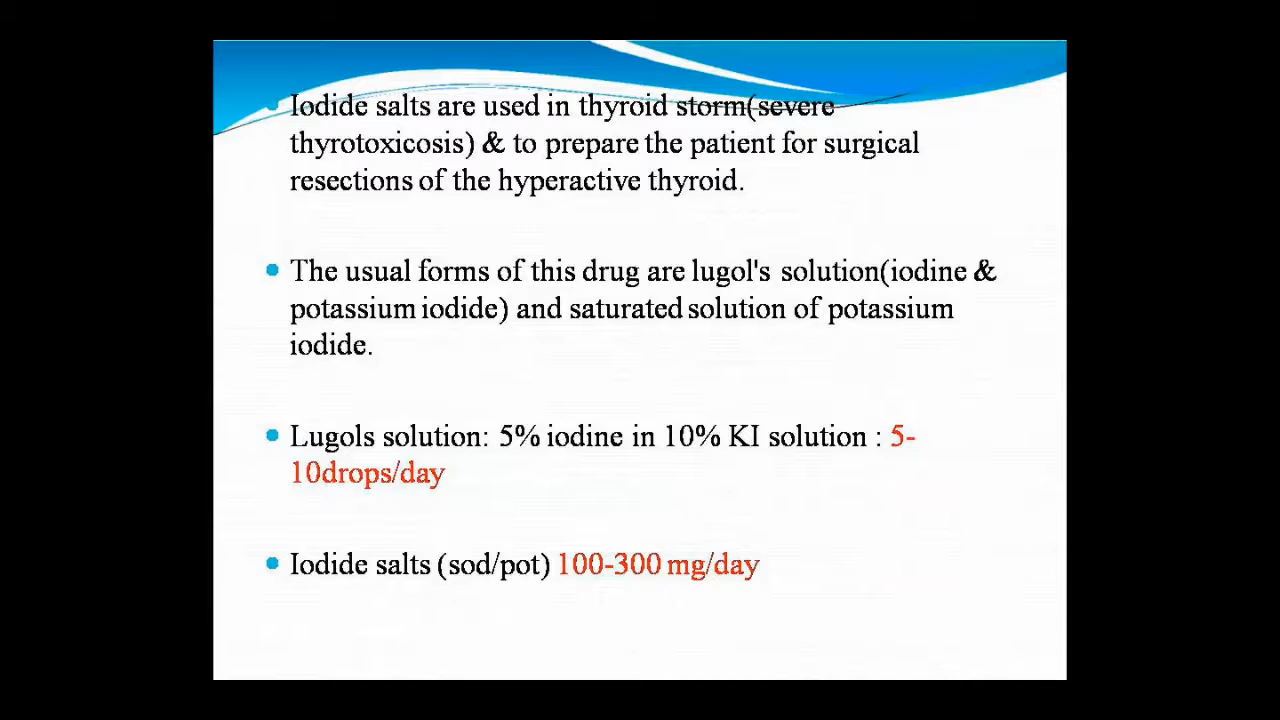 Iodide salts are used in thyroid storm(severe
thyrotoxicosis) & to prepare the patient for surgical
resections of the hyperactive thyroid.
The usual forms of this drug are lugol's solution(iodine &
potassium iodide) and saturated solution of potassium
iodide.
Lugols solution: 5% iodine in 10% KI solution : 5-
10drops/day
Iodide salts (sod/pot) 100-300 mg/day